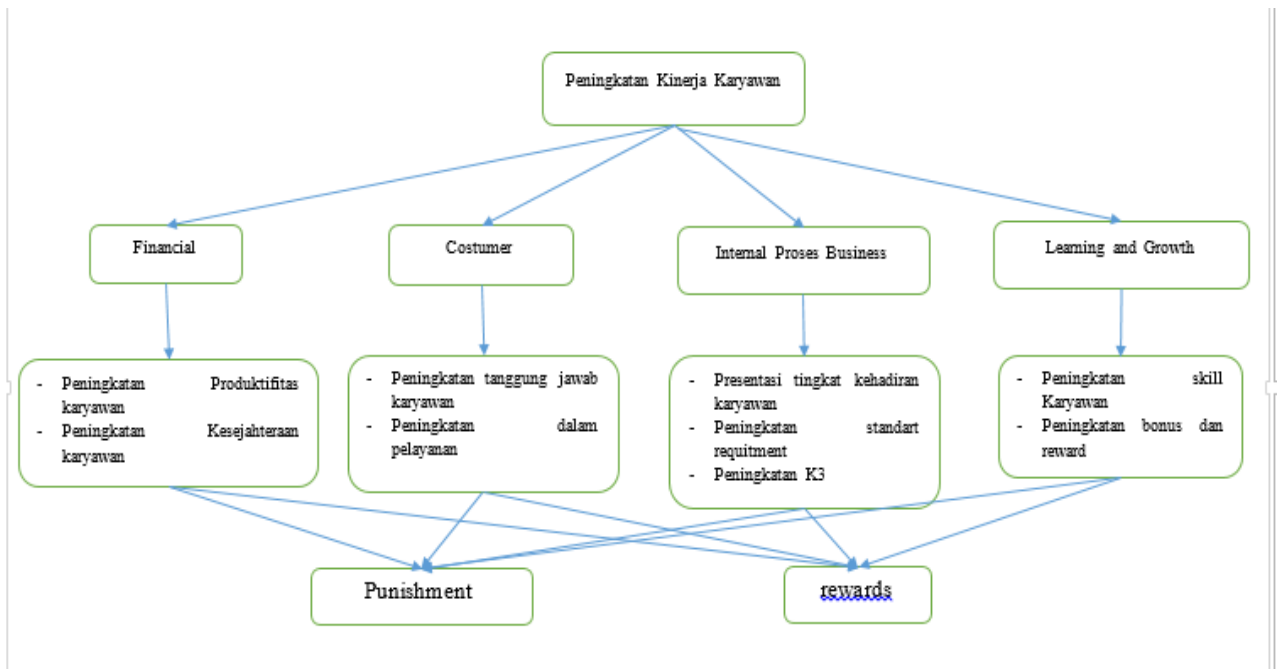 Peningkatan Kinerja Karyawan
Financial
Costumer
Internal Proses Business
Learning and Growth
- Peningkatan Produktifitas
karyawan
- Peningkatan Kesejahteraan
karyawan
- Peningkatan tanggung jawab
karyawan
- Peningkatan dalam
pelayanan
- Presentasi tingkat kehadiran
karyawan
- Peningkatan standart
requitment
- Peningkatan K3
- Peningkatan skill
Karyawan
- Peningkatan bonus dan
reward
Punishment
rewards